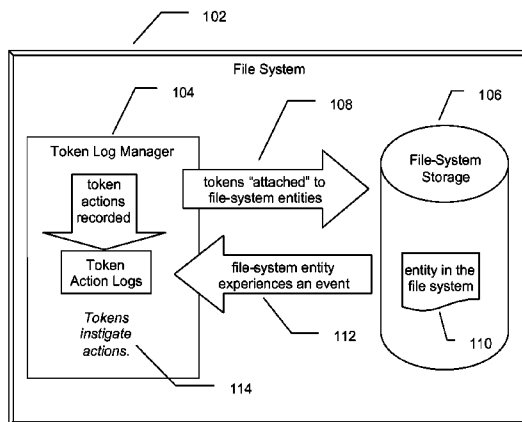 102
File System
104
108
106
Token Log Manager
File-System
Storage
token
actions
recorded
tokens "attached" to
file-system entities
Token
Action Logs
file-system entity
experiences an event
entity in the
file system
Tokens
instigate
actions.
112
110
114